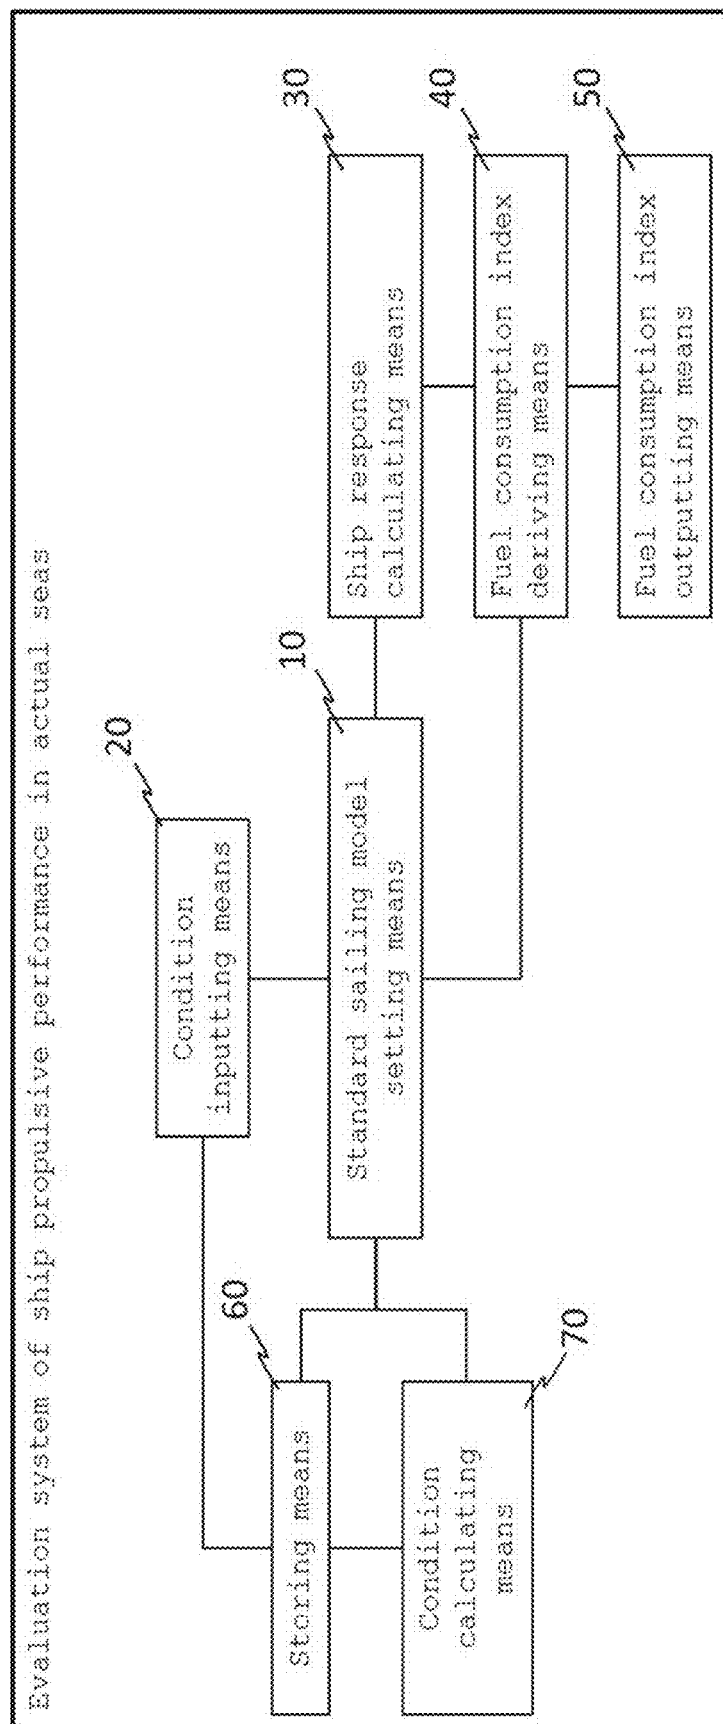 Evaluation system of ship propulsive performance in actual seas
20
Condition
inputting means
60
Storing means
10
Standard sailing model
setting means
30
Ship response
calculating means
70
Condition
calculating
means
40
Fuel consumption index
deriving means
50
Fuel consumption index
outputting means